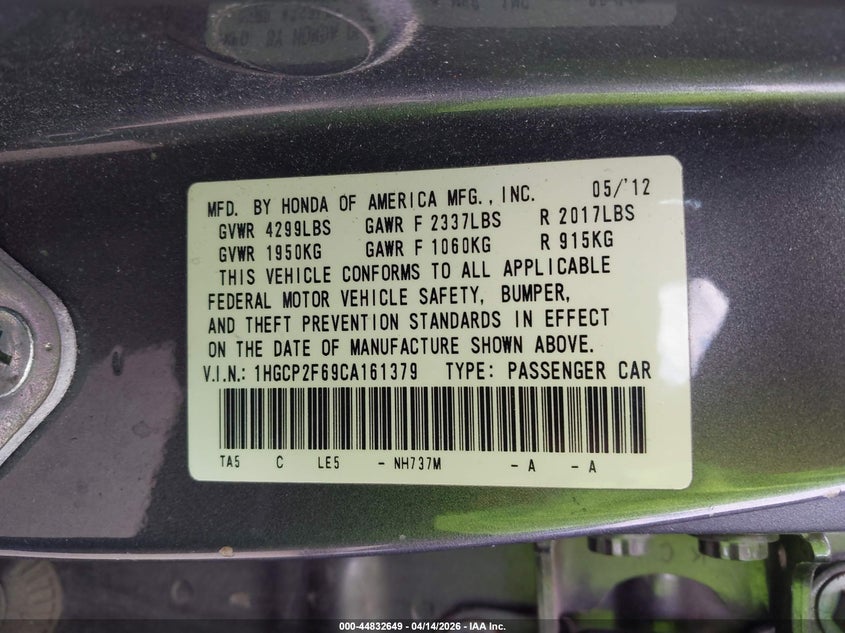 MFD. BY HONDA OF AMERICA MFG., INC. 05/'12
GVWR 4299LBS GAWR F 2337LBS R 2017LBS
GVWR 1950KG GAWR F 1060KG R 915KG
THIS VEHICLE CONFORMS TO ALL APPLICABLE
FEDERAL MOTOR VEHICLE SAFETY, BUMPER,
AND THEFT PREVENTION STANDARDS IN EFFECT
ON THE DATE OF MANUFACTURE SHOWN ABOVE.
V.I.N.: 1HGCP2F69CA161379 TYPE: PASSENGER CAR
TA5 C LE5 - NH737M - A - A
000-44832649 - 04/14/2026 - IAA Inc.